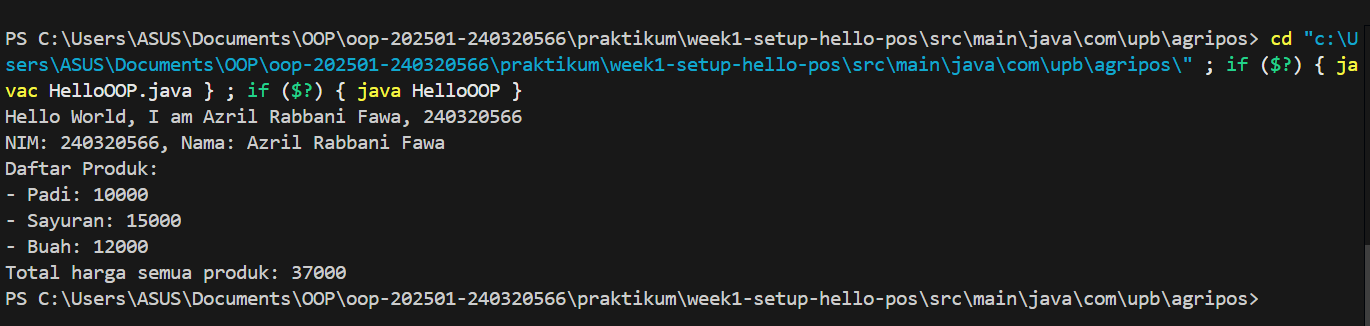 PS C:\Users\ASUS\Documents\OOP\oop-202501-240320566\praktikum\week1-setup-hello-pos\src\main\java\com\upb\agripos> cd "c:\U
sers\ASUS\Documents\OOP\oop-202501-240320566\praktikum\week1-setup-hello-pos\src\main\java\com\upb\agripos\" ; if ($?) { ja
vac HelloOOP.java } ; if ($?) { java HelloOOP }
Hello World, I am Azril Rabbani Fawa, 240320566
NIM: 240320566, Nama: Azril Rabbani Fawa
Daftar Produk:
- Padi: 10000
- Sayuran: 15000
- Buah: 12000
Total harga semua produk: 37000
PS C:\Users\ASUS\Documents\OOP\oop-202501-240320566\praktikum\week1-setup-hello-pos\src\main\java\com\upb\agripos>